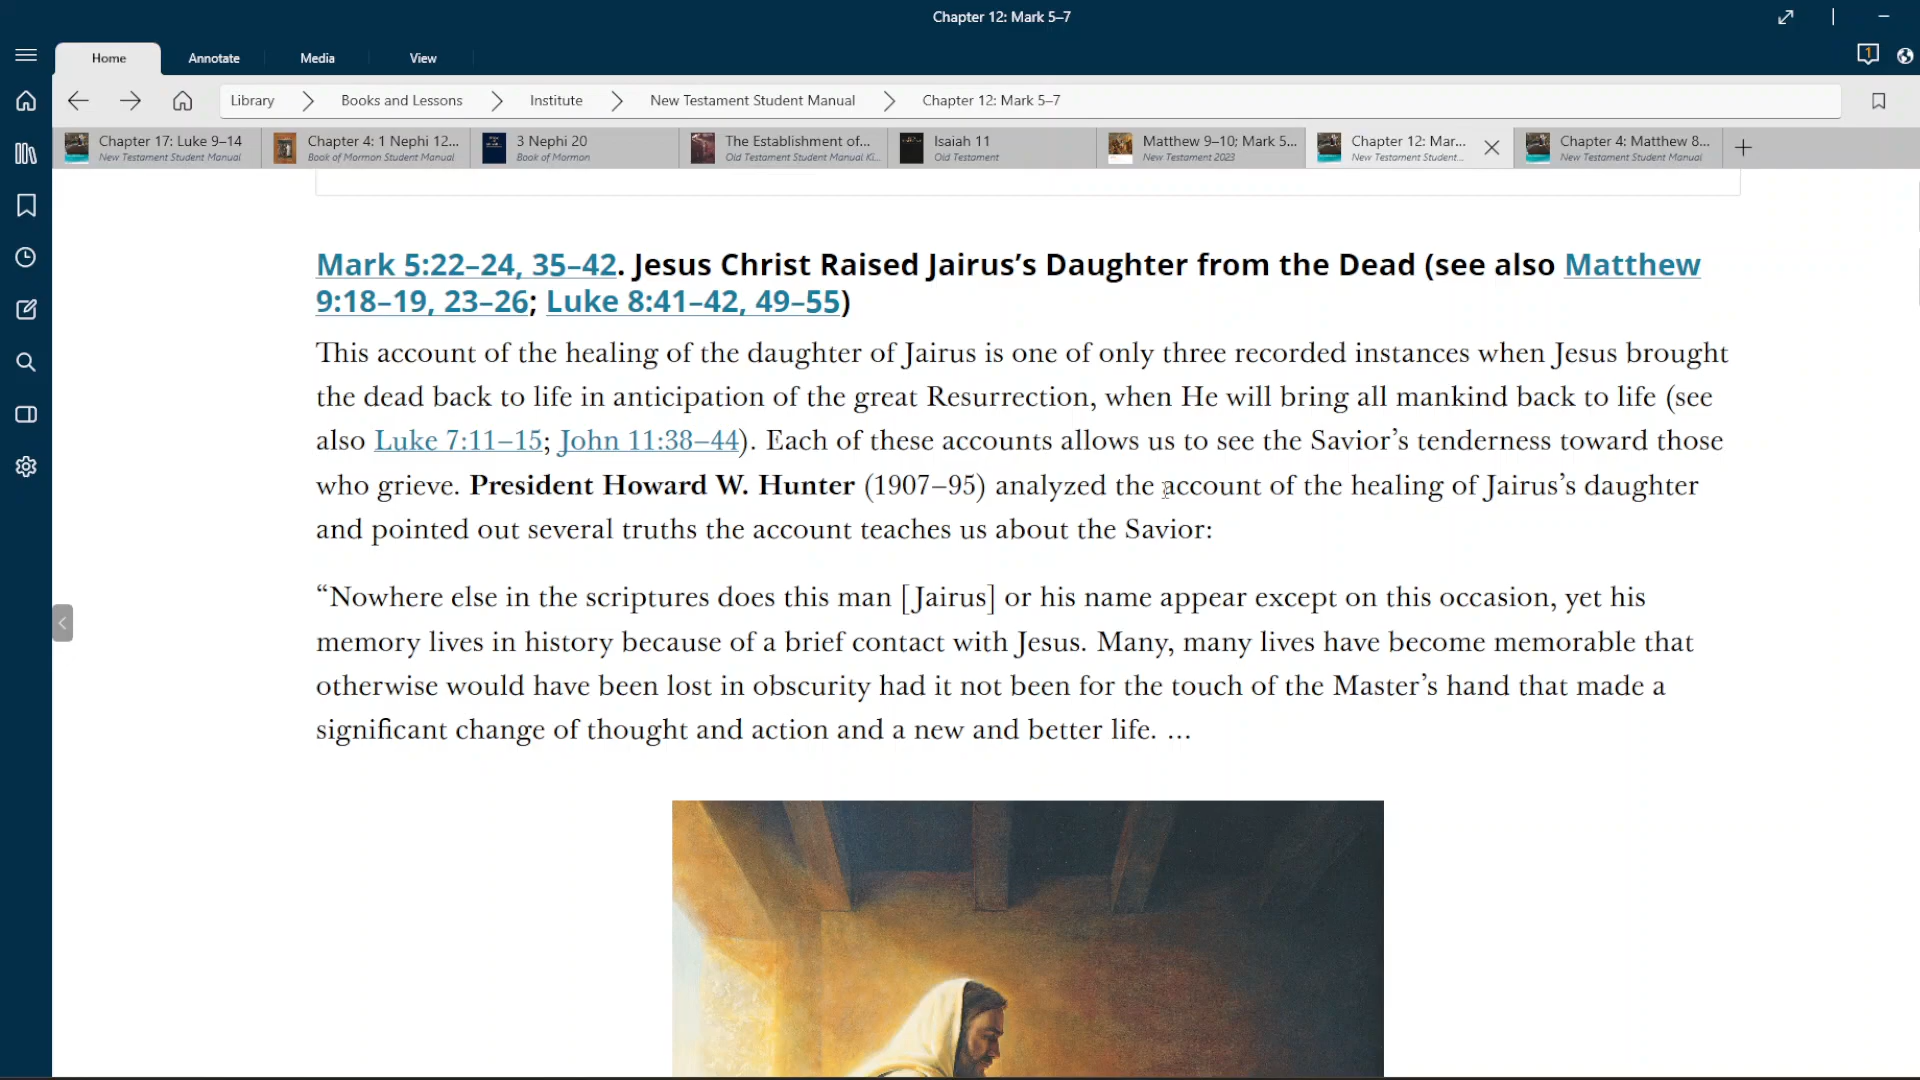 Chapter 12: Mark 5–7
Home
Annotate
Media
View
1
Library
Books and Lessons
Institute
New Testament Student Manual
Chapter 12: Mark 5–7
Chapter 17: Luke 9–14
New Testament Student Manual
Chapter 4: 1 Nephi 12...
Book of Mormon Student Manual
3 Nephi 20
Book of Mormon
The Establishment of...
Old Testament Student Manual Ki...
Isaiah 11
Old Testament
Matthew 9–10; Mark 5...
New Testament 2023
Chapter 12: Mar...
New Testament Student...
Chapter 4: Matthew 8...
New Testament Student Manual
Mark 5:22–24, 35–42. Jesus Christ Raised Jairus’s Daughter from the Dead (see also Matthew
9:18–19, 23–26; Luke 8:41–42, 49–55)
This account of the healing of the daughter of Jairus is one of only three recorded instances when Jesus brought
the dead back to life in anticipation of the great Resurrection, when He will bring all mankind back to life (see
also Luke 7:11–15; John 11:38–44). Each of these accounts allows us to see the Savior’s tenderness toward those
who grieve. President Howard W. Hunter (1907–95) analyzed the account of the healing of Jairus’s daughter
and pointed out several truths the account teaches us about the Savior:
“Nowhere else in the scriptures does this man [Jairus] or his name appear except on this occasion, yet his
memory lives in history because of a brief contact with Jesus. Many, many lives have become memorable that
otherwise would have been lost in obscurity had it not been for the touch of the Master’s hand that made a
significant change of thought and action and a new and better life. ...